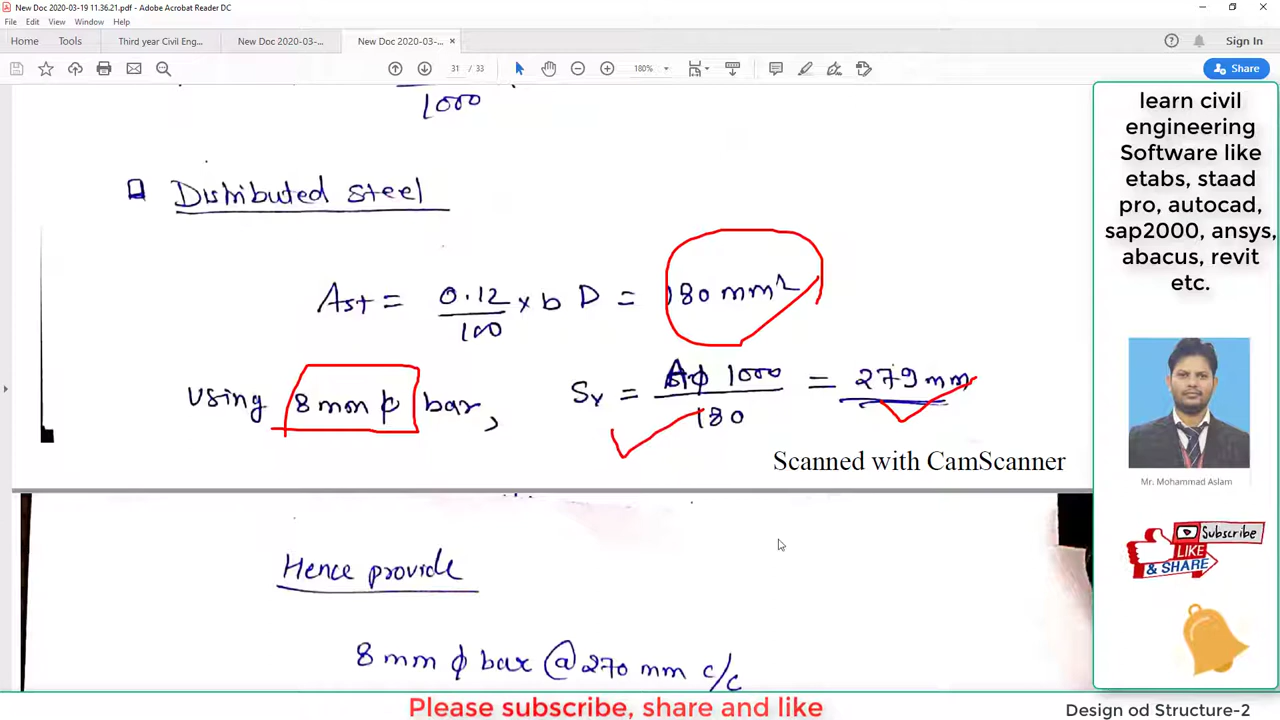 New Doc 2020-03-19 11.36.21.pdf - Adobe Acrobat Reader DC
File Edit View Window Help
Home Tools Third year Civil Eng... New Doc 2020-03-... New Doc 2020-03-... × Sign In
31 / 33 180% Share
1000
Distributed steel
Ast = 0.12/100 × b D = 180 mm²
Using 8mm ϕ bar, Sv = Aϕ 1000/180 = 279 mm
Scanned with CamScanner
Hence provide
8 mm ϕ bar @ 270 mm c/c
learn civil
engineering
Software like
etabs, staad
pro, autocad,
sap2000, ansys,
abacus, revit
etc.
Mr. Mohammad Aslam
Subscribe
LIKE
& SHARE
Please subscribe, share and like
Design od Structure-2